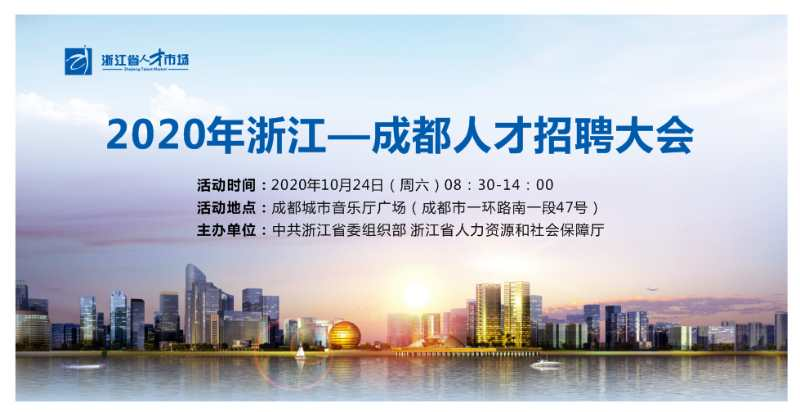 浙江省人才市场
Zhejiang Talent Market
2020年浙江—成都人才招聘大会
活动时间：2020年10月24日（周六）08：30-14：00
活动地点：成都城市音乐厅广场（成都市一环路南一段47号）
主办单位：中共浙江省委组织部 浙江省人力资源和社会保障厅